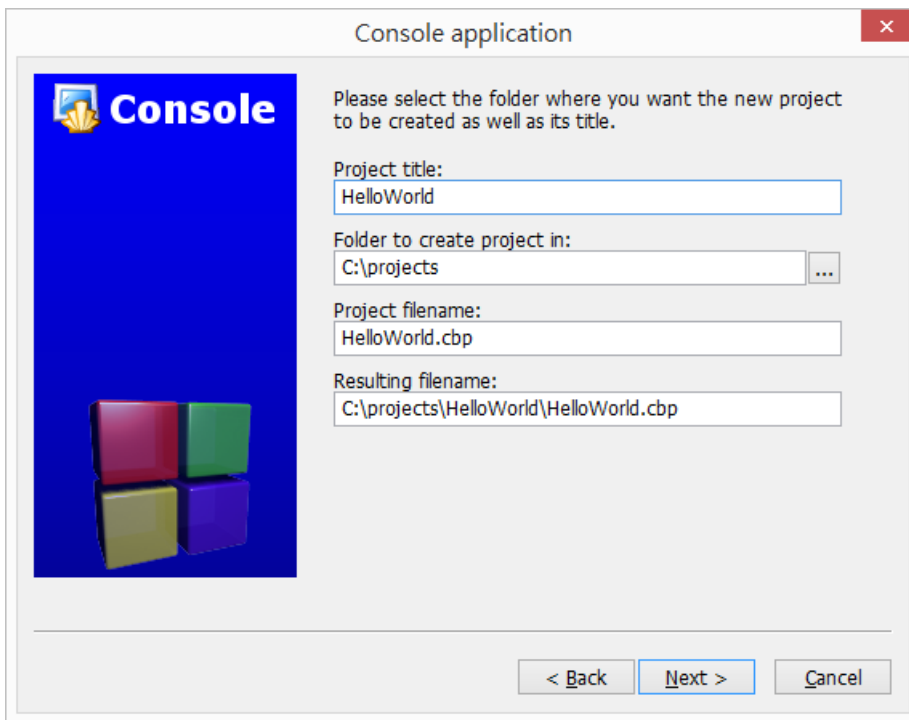 Console application
Console
Please select the folder where you want the new project
to be created as well as its title.
Project title:
HelloWorld
Folder to create project in:
C:\projects
...
Project filename:
HelloWorld.cbp
Resulting filename:
C:\projects\HelloWorld\HelloWorld.cbp
< Back
Next >
Cancel